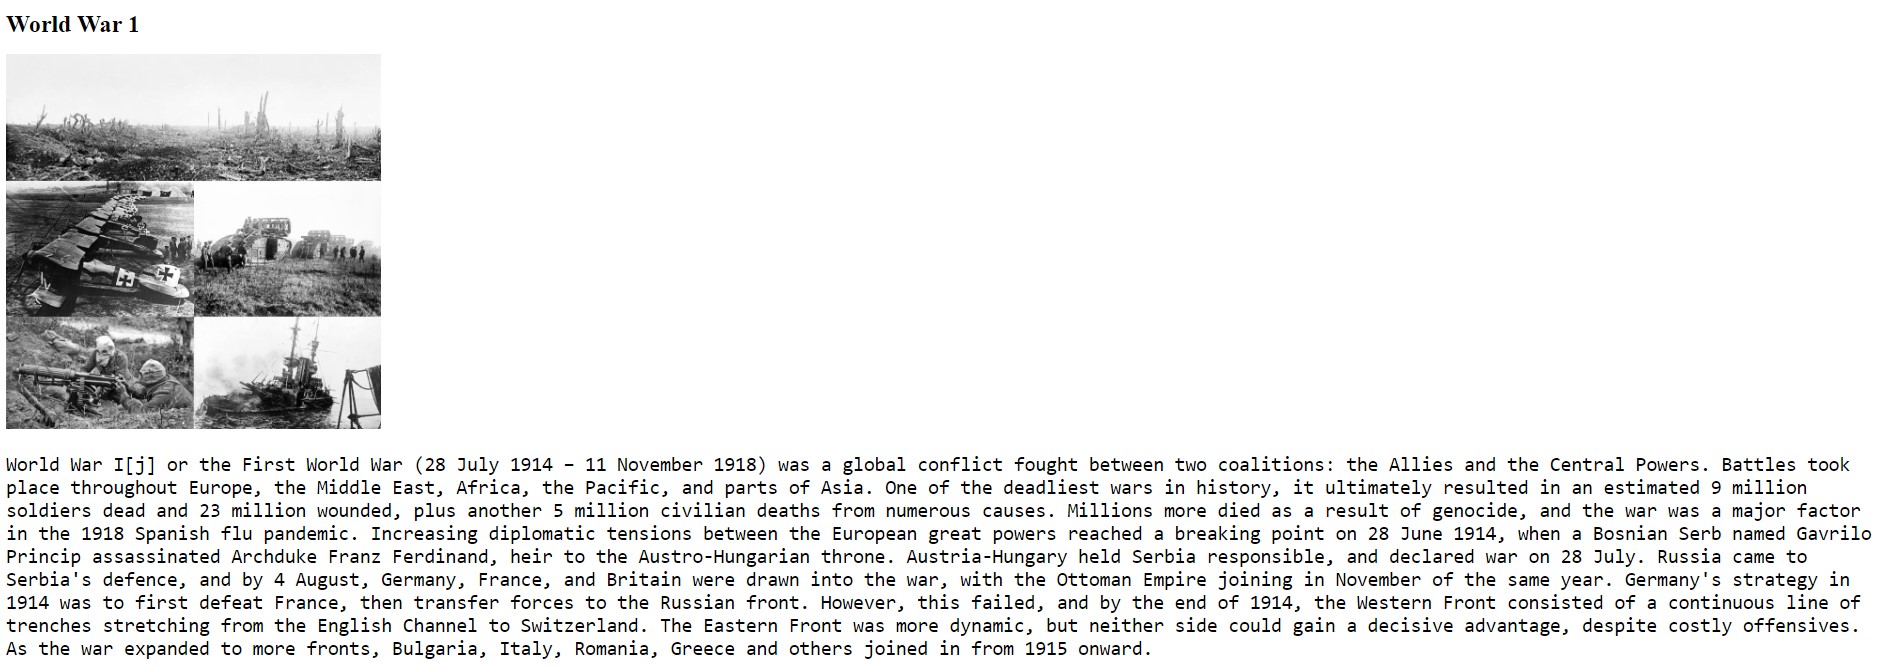 World War 1
World War I[j] or the First World War (28 July 1914 – 11 November 1918) was a global conflict fought between two coalitions: the Allies and the Central Powers. Battles took
place throughout Europe, the Middle East, Africa, the Pacific, and parts of Asia. One of the deadliest wars in history, it ultimately resulted in an estimated 9 million
soldiers dead and 23 million wounded, plus another 5 million civilian deaths from numerous causes. Millions more died as a result of genocide, and the war was a major factor
in the 1918 Spanish flu pandemic. Increasing diplomatic tensions between the European great powers reached a breaking point on 28 June 1914, when a Bosnian Serb named Gavrilo
Princip assassinated Archduke Franz Ferdinand, heir to the Austro-Hungarian throne. Austria-Hungary held Serbia responsible, and declared war on 28 July. Russia came to
Serbia's defence, and by 4 August, Germany, France, and Britain were drawn into the war, with the Ottoman Empire joining in November of the same year. Germany's strategy in
1914 was to first defeat France, then transfer forces to the Russian front. However, this failed, and by the end of 1914, the Western Front consisted of a continuous line of
trenches stretching from the English Channel to Switzerland. The Eastern Front was more dynamic, but neither side could gain a decisive advantage, despite costly offensives.
As the war expanded to more fronts, Bulgaria, Italy, Romania, Greece and others joined in from 1915 onward.